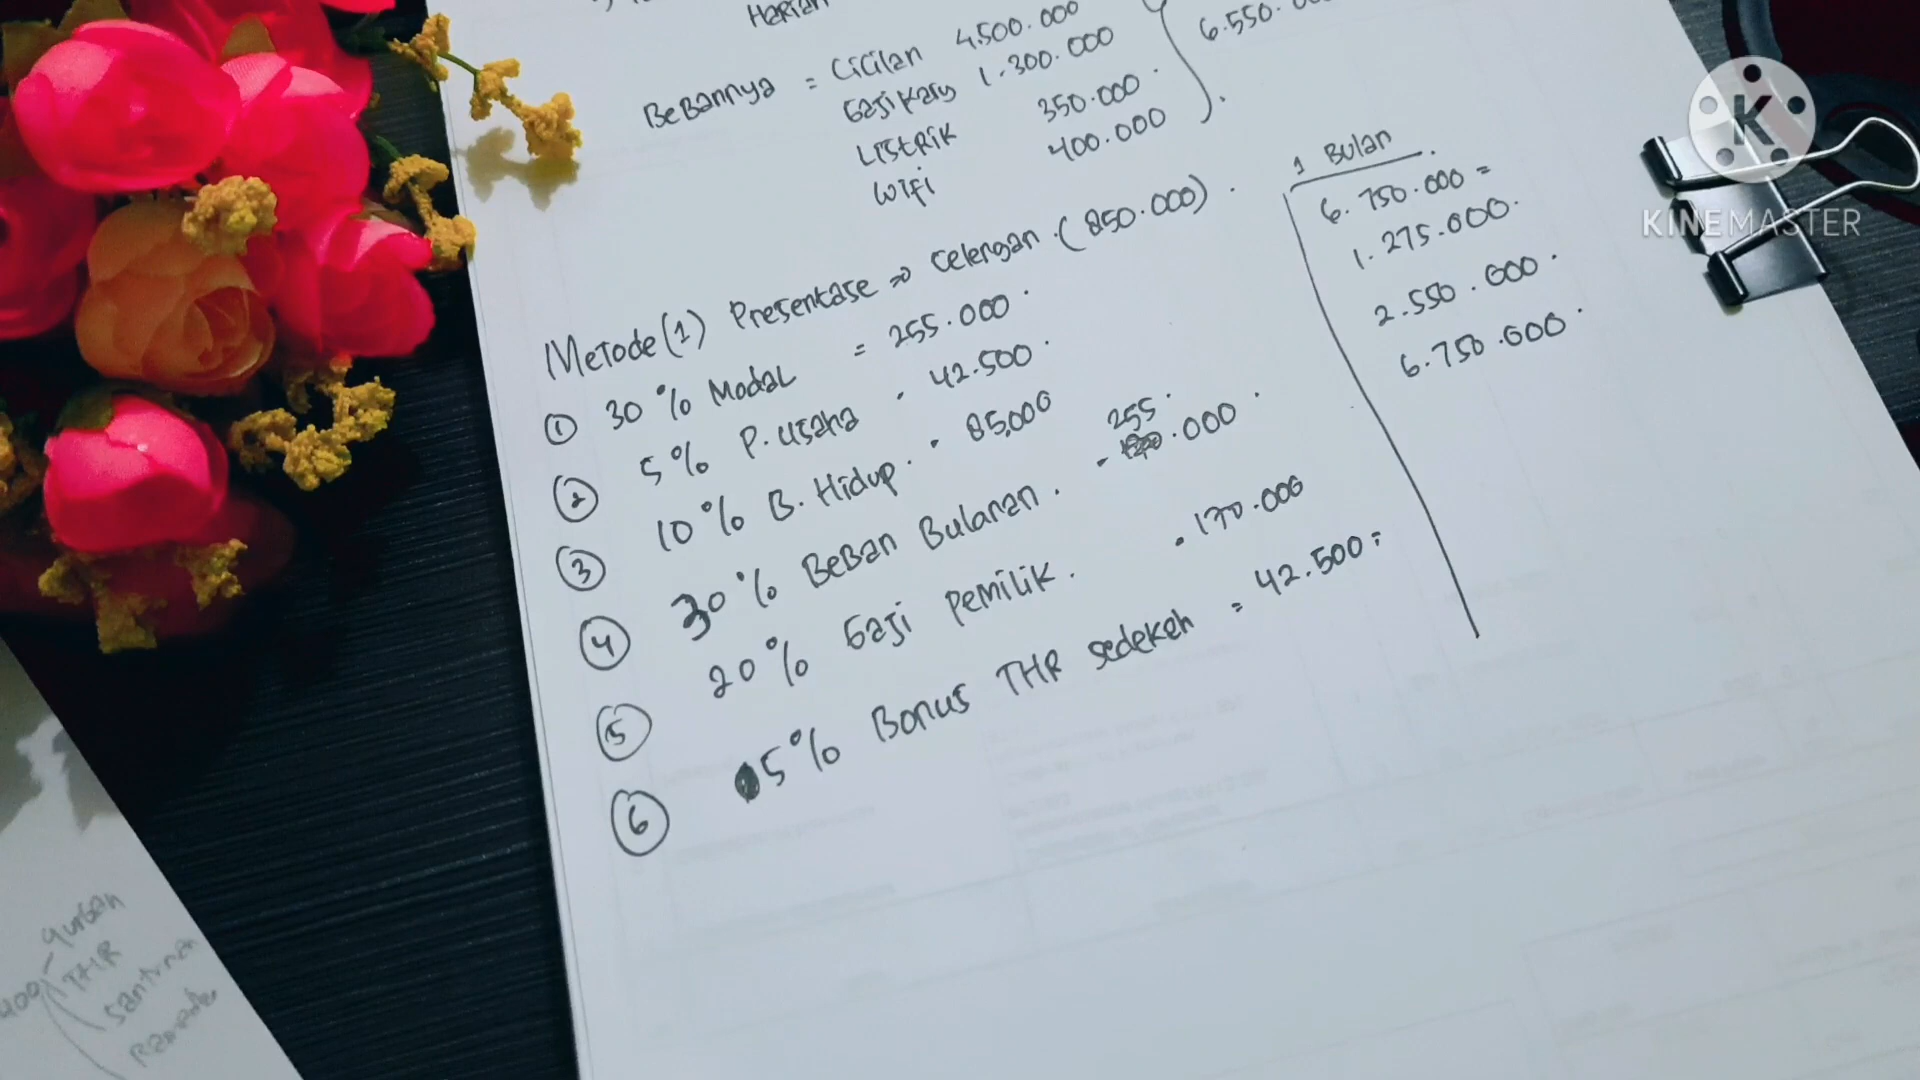 Harian
BeBannya = Cicilan 4.500.000
Gaji Kary 1.300.000
Listrik 350.000
Wifi 400.000
6.550.
Metode (1) Presentase => Celengan (850.000)
① 30% Modal = 255.000
② 5% P. Usaha 42.500
③ 10% B. Hidup 85,000
④ 30% BeBan Bulanan 255.000
⑤ 20% Gaji Pemilik 170.000
⑥ 5% Bonus THR sedekah = 42.500
1 Bulan
6.750.000 =
1.275.000
2.550.000
6.750.000
qurban
THR
santunan
K
KINEMASTER